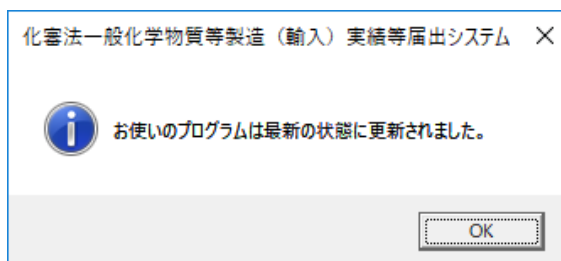 化審法一般化学物質等製造（輸入）実績等届出システム
お使いのプログラムは最新の状態に更新されました。
OK